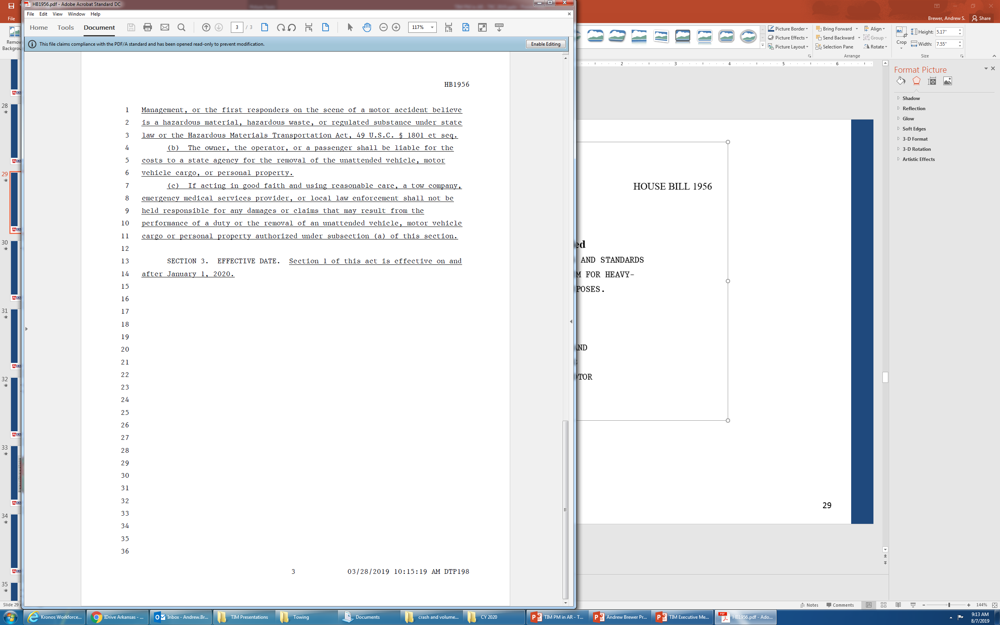 HB1956.pdf - Adobe Acrobat Standard DC
File Edit View Window Help
Home Tools Document 3 / 3 117%
This file claims compliance with the PDF/A standard and has been opened read-only to prevent modification. Enable Editing
HB1956
1 Management, or the first responders on the scene of a motor accident believe
2 is a hazardous material, hazardous waste, or regulated substance under state
3 law or the Hazardous Materials Transportation Act, 49 U.S.C. § 1801 et seq.
4 (b) The owner, the operator, or a passenger shall be liable for the
5 costs to a state agency for the removal of the unattended vehicle, motor
6 vehicle cargo, or personal property.
7 (c) If acting in good faith and using reasonable care, a tow company,
8 emergency medical services provider, or local law enforcement shall not be
9 held responsible for any damages or claims that may result from the
10 performance of a duty or the removal of an unattended vehicle, motor vehicle
11 cargo or personal property authorized under subsection (a) of this section.
12
13 SECTION 3. EFFECTIVE DATE. Section 1 of this act is effective on and
14 after January 1, 2020.
15
16
17
18
19
20
21
22
23
24
25
26
27
28
29
30
31
32
33
34
35
36
3 03/28/2019 10:15:19 AM DTP198
File
Remov
Backgrou
28
29
30
31
32
33
34
35
Slide 29
Brewer, Andrew S. Share
Picture Border
Picture Effects
Picture Layout
Bring Forward
Send Backward
Selection Pane
Align
Group
Rotate
Arrange
Crop
Height: 5.17"
Width: 7.55"
Size
2 3 4 5 6
HOUSE BILL 1956
ed
AND STANDARDS
M FOR HEAVY-
POSES.
AND
OTOR
29
Format Picture
Shadow
Reflection
Glow
Soft Edges
3-D Format
3-D Rotation
Artistic Effects
Notes Comments 144%
Kronos Workforce... IDrive Arkansas - ... Inbox - Andrew.Br... TIM Presentations Towing Documents crash and volume... CY 2020 TIM PM in AR - T... Andrew Brewer Pr... TIM Executive Me... HB1956.pdf - Ado...
9:13 AM
8/7/2019